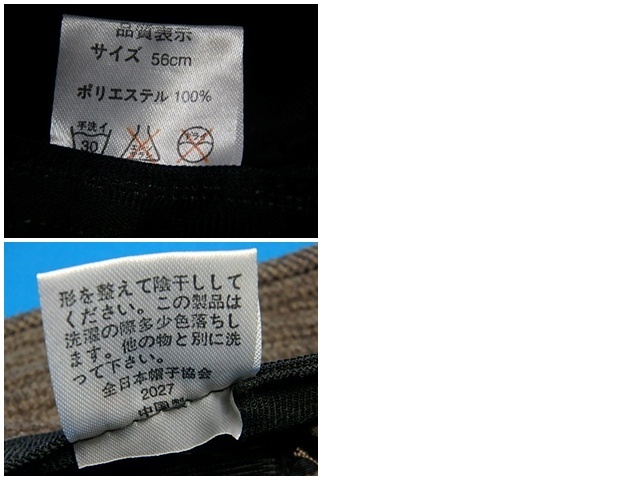 品質表示
サイズ 56cm
ポリエステル 100%
手洗イ
30
ドライ
形を整えて陰干しして
ください。この製品は
洗濯の際多少色落ちし
ます。他の物と別に洗
って下さい。
全日本帽子協会
2027
中国製